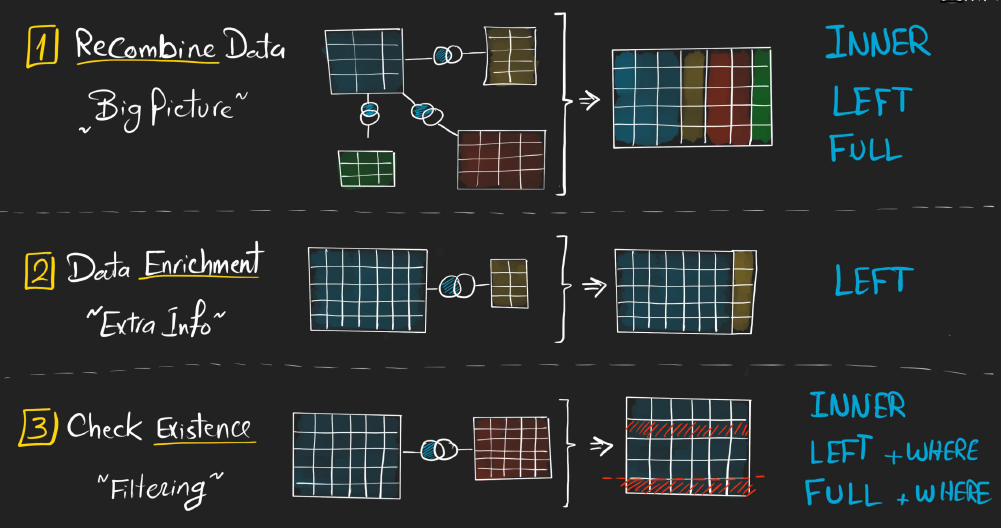 1 Recombine Data
~Big Picture~
INNER
LEFT
FULL
2 Data Enrichment
~Extra Info~
LEFT
3 Check Existence
~Filtering~
INNER
LEFT + WHERE
FULL + WHERE